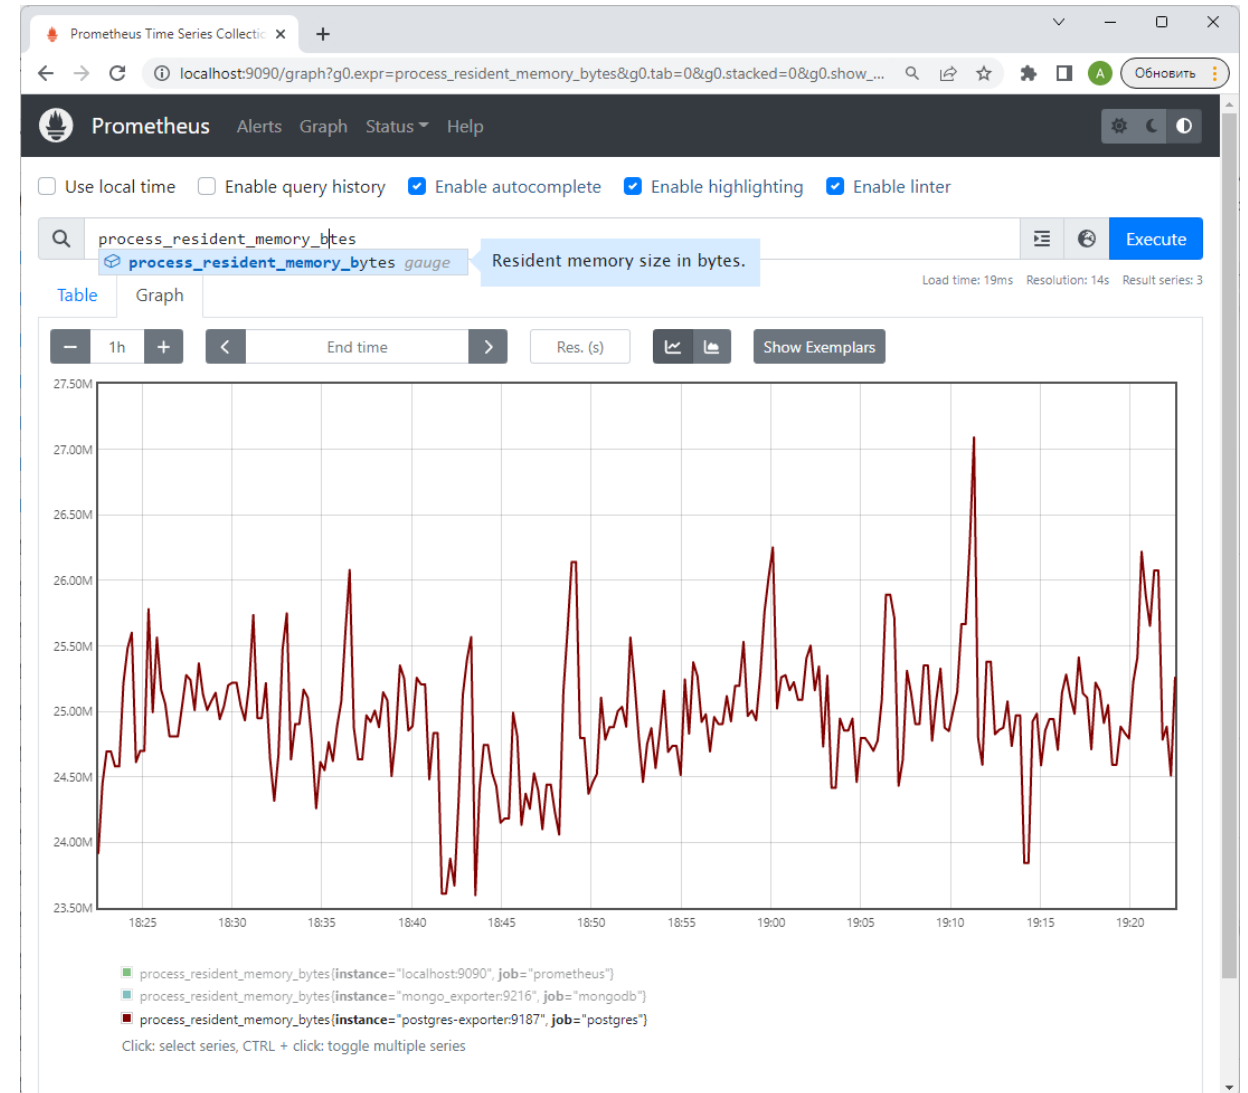 Prometheus Time Series Collectio
localhost:9090/graph?g0.expr=process_resident_memory_bytes&g0.tab=0&g0.stacked=0&g0.show_...
A
Обновить
Prometheus Alerts Graph Status Help
Use local time Enable query history Enable autocomplete Enable highlighting Enable linter
process_resident_memory_btes
Execute
process_resident_memory_bytes gauge
Resident memory size in bytes.
Load time: 19ms Resolution: 14s Result series: 3
Table Graph
1h End time Res. (s) Show Exemplars
27.50M
27.00M
26.50M
26.00M
25.50M
25.00M
24.50M
24.00M
23.50M
18:25 18:30 18:35 18:40 18:45 18:50 18:55 19:00 19:05 19:10 19:15 19:20
process_resident_memory_bytes{instance="localhost:9090", job="prometheus"}
process_resident_memory_bytes{instance="mongo_exporter:9216", job="mongodb"}
process_resident_memory_bytes{instance="postgres-exporter:9187", job="postgres"}
Click: select series, CTRL + click: toggle multiple series